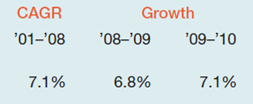 CAGR Growth
’01–’08 ’08–’09 ’09–’10
7.1% 6.8% 7.1%